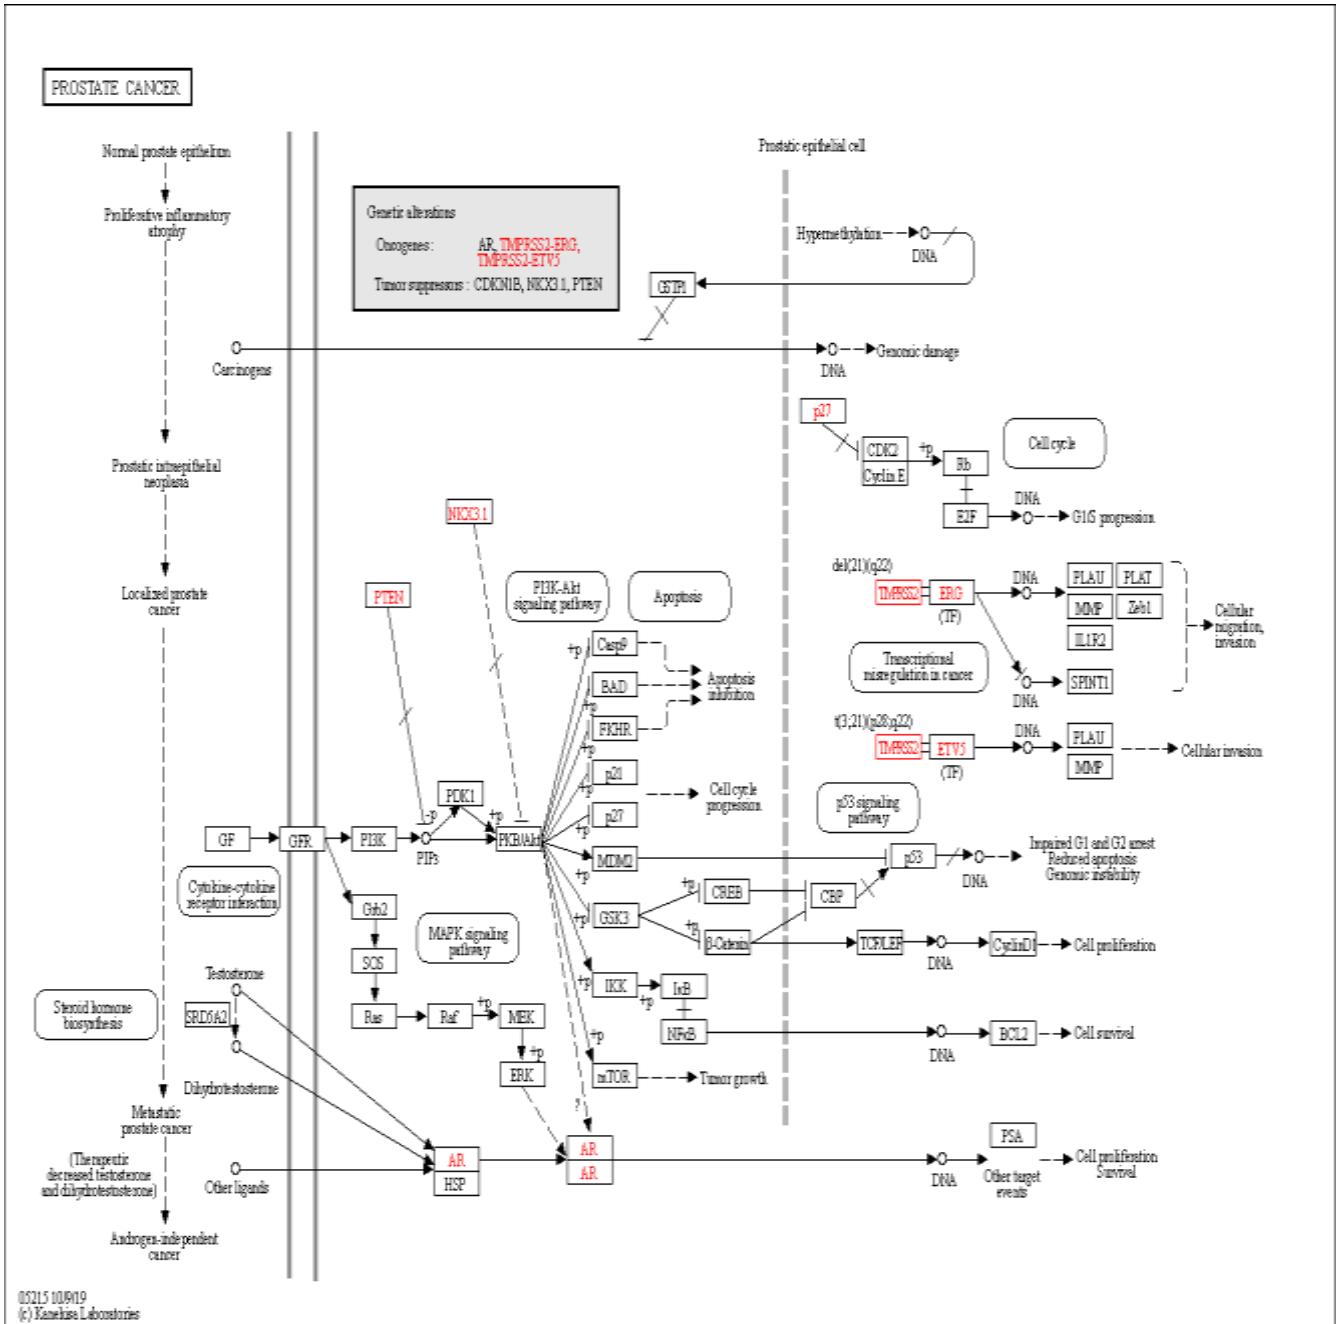 PROSTATE CANCER
Normal prostate epithelium
Proliferative inflammatory
atrophy
Prostatic intraepithelial
neoplasia
Localized prostate
cancer
Metastatic
prostate cancer
(Therapeutic
decreased testosterone
and dihydrotestosterone)
Androgen-independent
cancer
Genetic alterations
Oncogenes : AR, TMPRSS2-ERG,
TMPRSS2-ETV5
Tumor suppressors : CDKN1B, NKX3.1, PTEN
Prostatic epithelial cell
Hypermethylation
DNA
GSTP1
Carcinogens
DNA
Genomic damage
p27
CDK2
Cyclin E
+p
Rb
Cell cycle
E2F
DNA
G1/S progression
NKX3.1
PTEN
PI3K-Akt
signaling pathway
Apoptosis
del(21)(q22)
TMPRSS2
ERG
(TF)
DNA
PLAU
PLAT
MMP
Zeb1
IL1R2
Cellular
migration,
invasion
Transcriptional
misregulation in cancer
DNA
SPINT1
t(3;21)(p28;q22)
TMPRSS2
ETV5
(TF)
DNA
PLAU
MMP
Cellular invasion
+p
Casp9
BAD
+p
FKHR
+p
Apoptosis
inhibition
p21
+p
p27
+p
Cell cycle
progression
MDM2
+p
GSK3
+p
IKK
+p
mTOR
+p
Tumor growth
?
GF
GFR
PI3K
PIPs
-p
PDK1
+p
PKB/Akt
p53 signaling
pathway
p53
DNA
Impaired G1 and G2 arrest
Reduced apoptosis
Genomic instability
+p
CREB
CBP
+p
β-Catenin
TCF/LEF
DNA
CyclinD1
Cell proliferation
+p
IκB
NFκB
DNA
BCL2
Cell survival
Cytokine-cytokine
receptor interaction
Grb2
SOS
Ras
Raf
+p
MEK
+p
ERK
MAPK signaling
pathway
Steroid hormone
biosynthesis
Testosterone
SRD5A2
Dihydrotestosterone
Other ligands
AR
HSP
AR
AR
DNA
PSA
Other target
events
Cell proliferation
Survival
05215 10/9/19
(c) Kanehisa Laboratories